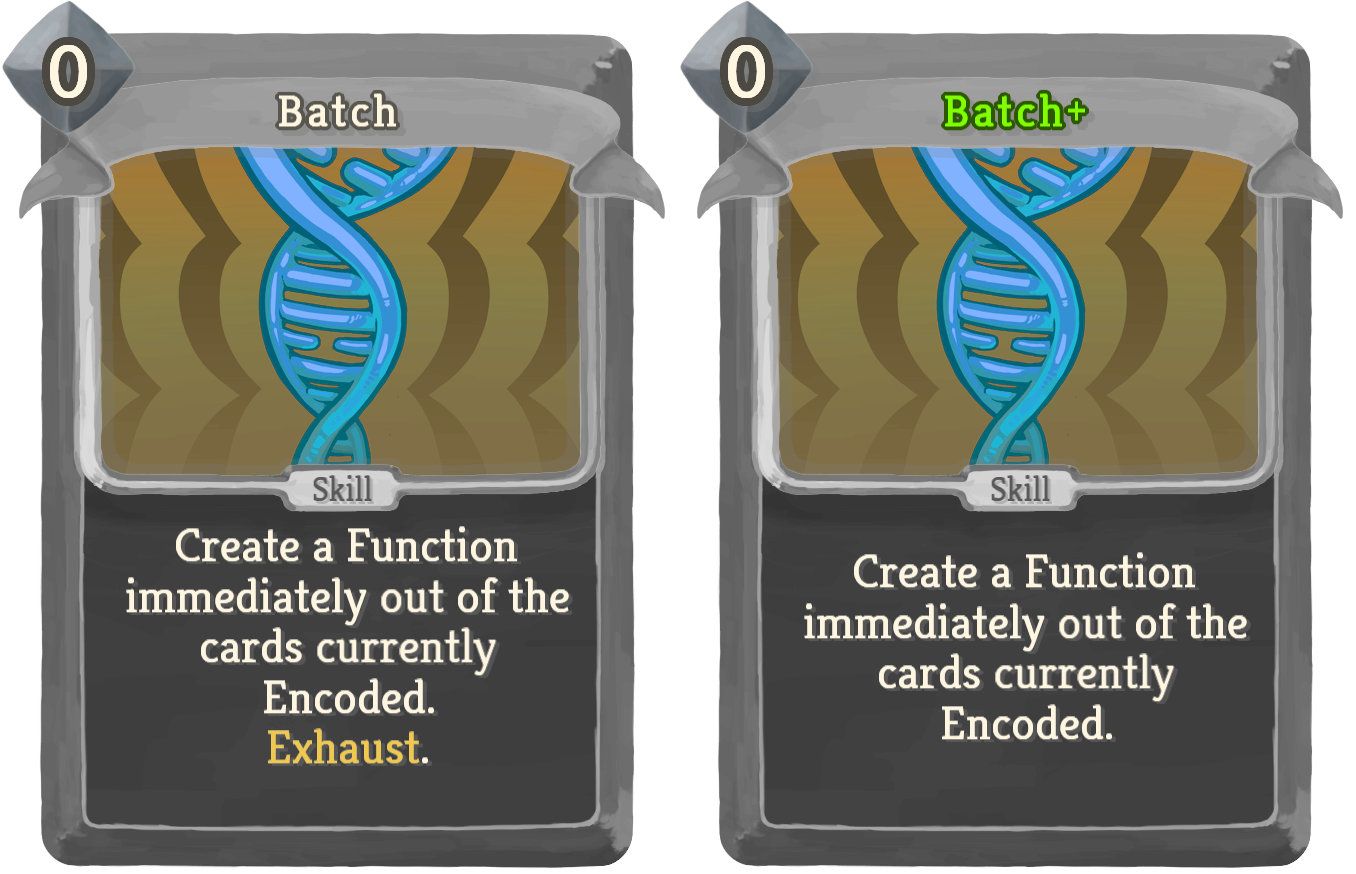 0
Batch
Skill
Create a Function
immediately out of the
cards currently
Encoded.
Exhaust.
0
Batch+
Skill
Create a Function
immediately out of the
cards currently
Encoded.